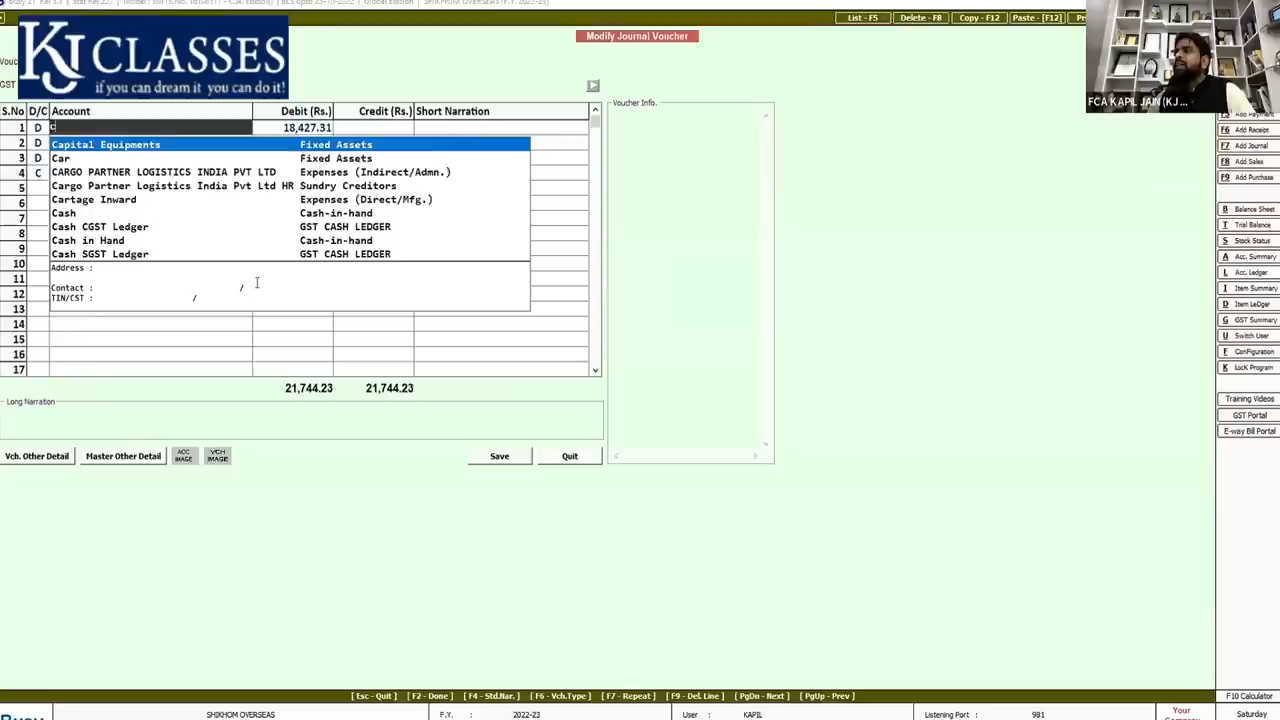 List - F5 Delete - F8 Copy - F12 Paste - [F12]
KJ CLASSES
if you can dream it you can do it!
Modify Journal Voucher
Vouc
GST
FCA KAPIL JAIN (KJ ...
S.No D/C Account Debit (Rs.) Credit (Rs.) Short Narration
Voucher Info.
1 D C 18,427.31
2 D Capital Equipments Fixed Assets
3 D Car Fixed Assets
4 C CARGO PARTNER LOGISTICS INDIA PVT LTD Expenses (Indirect/Admn.)
5 Cargo Partner Logistics India Pvt Ltd HR Sundry Creditors
6 Cartage Inward Expenses (Direct/Mfg.)
7 Cash Cash-in-hand
8 Cash CGST Ledger GST CASH LEDGER
9 Cash in Hand Cash-in-hand
10 Cash SGST Ledger GST CASH LEDGER
Address :
11
12 Contact : /
TIN/CST : /
13
14
15
16
17
21,744.23 21,744.23
Long Narration
Vch. Other Detail Master Other Detail ACC IMAGE VCH IMAGE Save Quit
F5 Add Payment
F6 Add Receipt
F7 Add Journal
F8 Add Sales
F9 Add Purchase
B Balance Sheet
T Trial Balance
S Stock Status
A Acc. Summary
L Acc. Ledger
I Item Summary
D Item LeDger
G GST Summary
U Switch User
F ConFiguration
K LocK Program
Training Videos
GST Portal
E-way Bill Portal
[ Esc - Quit ] [ F2 - Done ] [ F4 - Std.Nar. ] [ F6 - Vch.Type ] [ F7 - Repeat ] [ F9 - Del. Line ] [ PgDn - Next ] [ PgUp - Prev ] F10 Calculator
SHIKHOM OVERSEAS F.Y. : 2022-23 User : KAPIL Listening Port : 981 Your Saturday